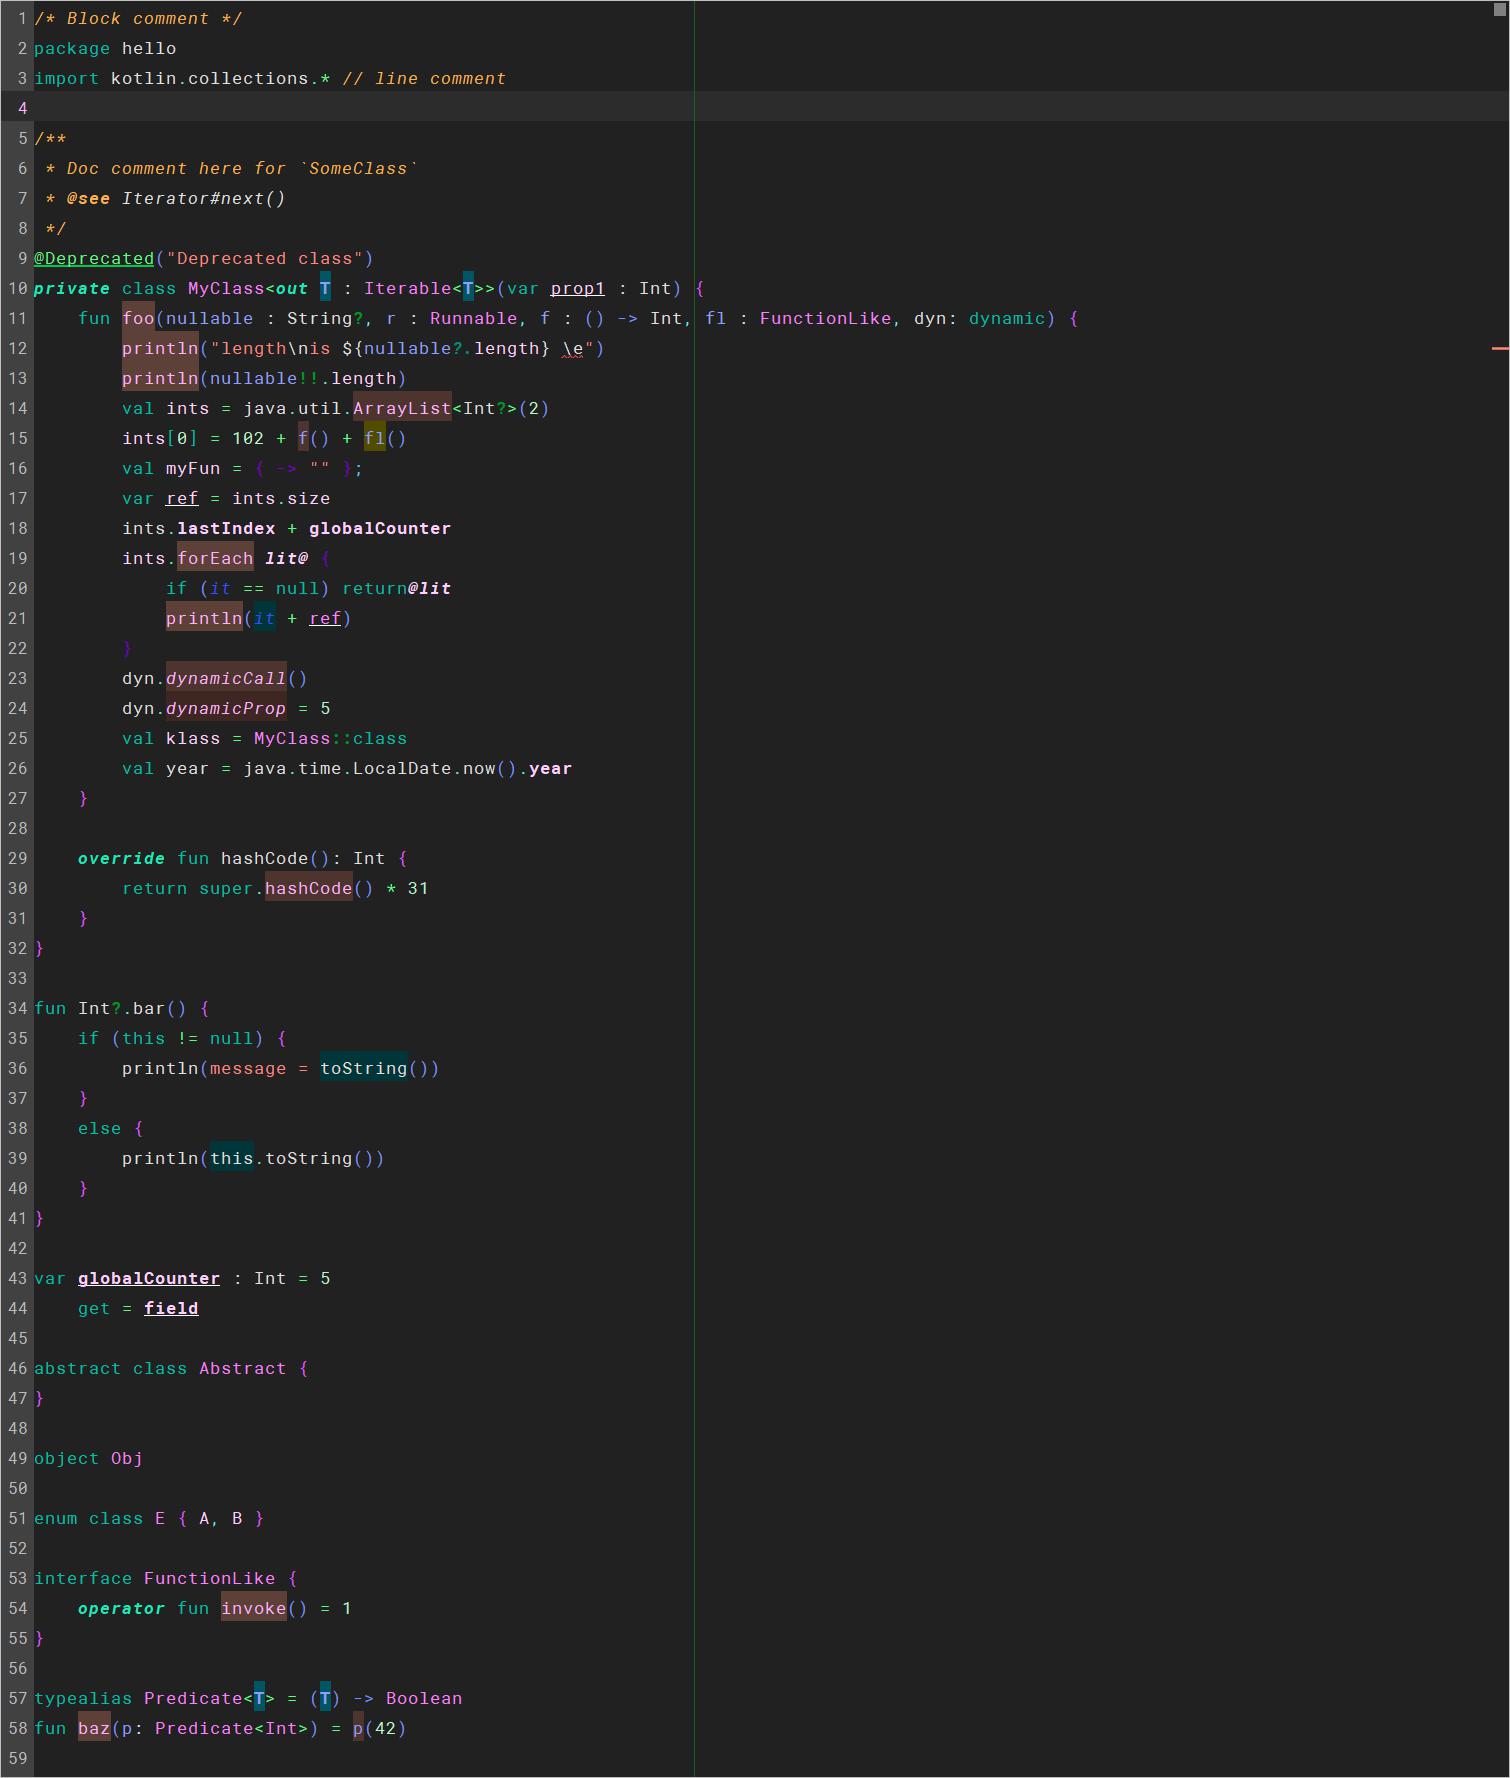 1 /* Block comment */
2 package hello
3 import kotlin.collections.* // line comment
4
5 /**
6  * Doc comment here for `SomeClass`
7  * @see Iterator#next()
8  */
9 @Deprecated("Deprecated class")
10 private class MyClass<out T : Iterable<T>>(var prop1 : Int) {
11     fun foo(nullable : String?, r : Runnable, f : () -> Int, fl : FunctionLike, dyn: dynamic) {
12         println("length\nis ${nullable?.length} \e")
13         println(nullable!!.length)
14         val ints = java.util.ArrayList<Int?>(2)
15         ints[0] = 102 + f() + fl()
16         val myFun = { -> "" };
17         var ref = ints.size
18         ints.lastIndex + globalCounter
19         ints.forEach lit@ {
20             if (it == null) return@lit
21             println(it + ref)
22         }
23         dyn.dynamicCall()
24         dyn.dynamicProp = 5
25         val klass = MyClass::class
26         val year = java.time.LocalDate.now().year
27     }
28
29     override fun hashCode(): Int {
30         return super.hashCode() * 31
31     }
32 }
33
34 fun Int?.bar() {
35     if (this != null) {
36         println(message = toString())
37     }
38     else {
39         println(this.toString())
40     }
41 }
42
43 var globalCounter : Int = 5
44     get = field
45
46 abstract class Abstract {
47 }
48
49 object Obj
50
51 enum class E { A, B }
52
53 interface FunctionLike {
54     operator fun invoke() = 1
55 }
56
57 typealias Predicate<T> = (T) -> Boolean
58 fun baz(p: Predicate<Int>) = p(42)
59